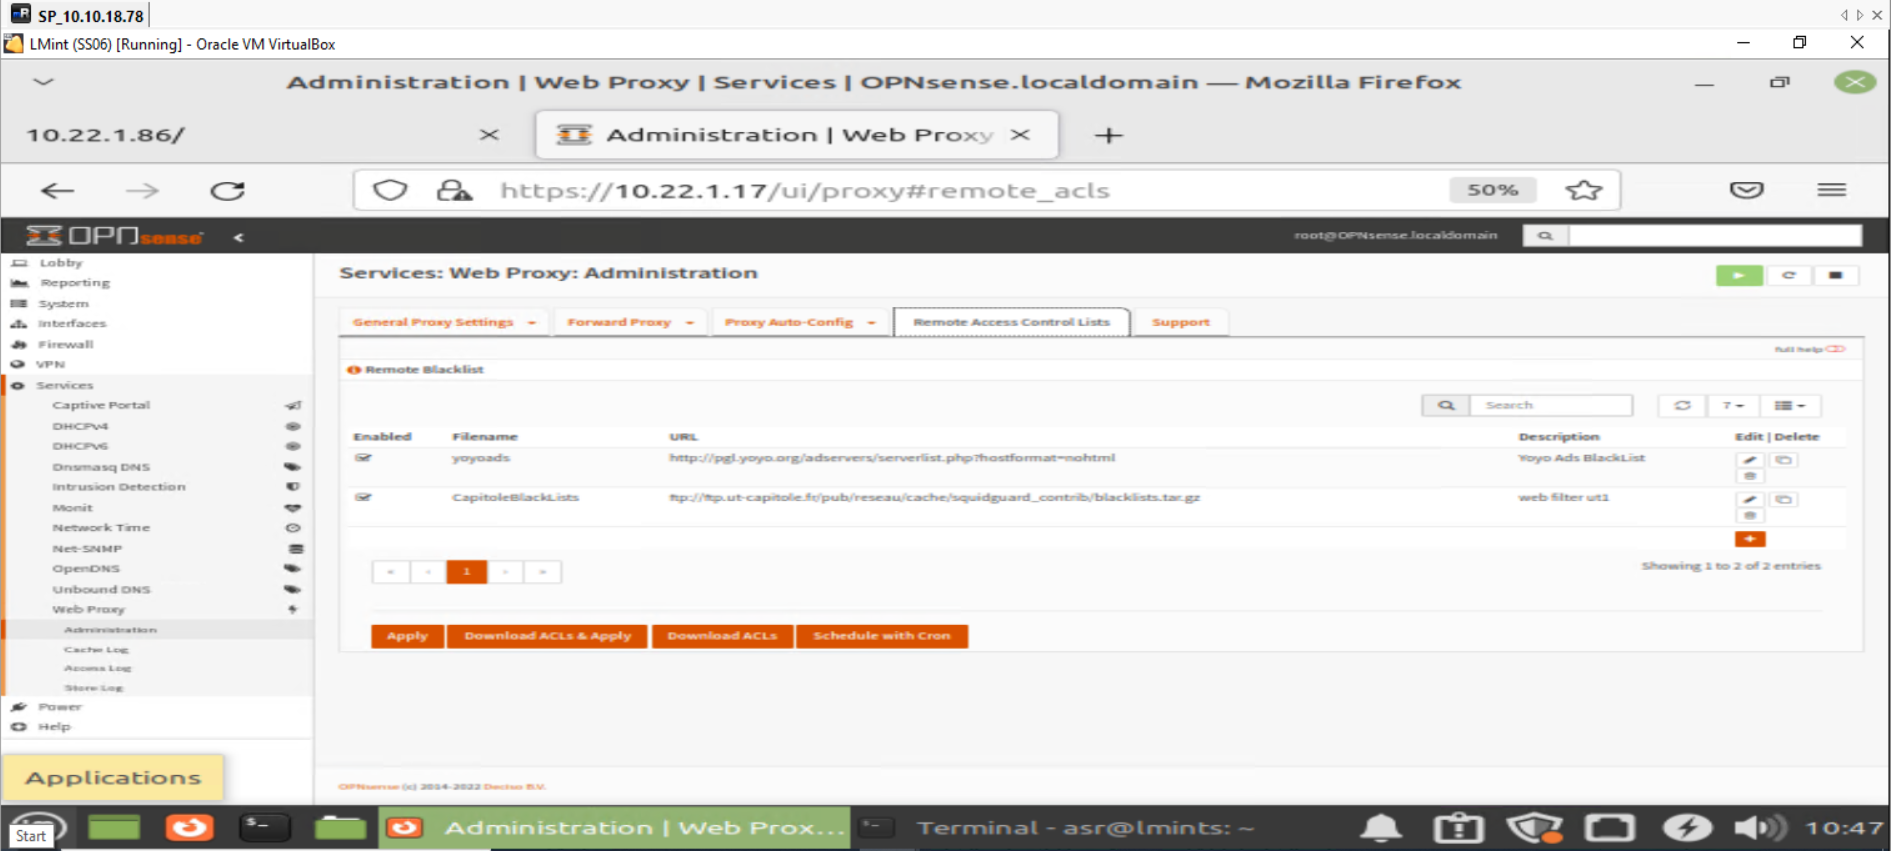 SP_10.10.18.78
LMint (SS06) [Running] - Oracle VM VirtualBox
Administration | Web Proxy | Services | OPNsense.localdomain — Mozilla Firefox
10.22.1.86/
Administration | Web Proxy
https://10.22.1.17/ui/proxy#remote_acls
50%
OPNsense
root@OPNsense.localdomain
Lobby
Reporting
System
Interfaces
Firewall
VPN
Services
Captive Portal
DHCPv4
DHCPv6
Dnsmasq DNS
Intrusion Detection
Monit
Network Time
Net-SNMP
OpenDNS
Unbound DNS
Web Proxy
Administration
Cache Log
Access Log
Store Log
Power
Help
Services: Web Proxy: Administration
General Proxy Settings Forward Proxy Proxy Auto-Config Remote Access Control Lists Support
full help
Remote Blacklist
Search
7
Enabled Filename URL Description Edit | Delete
yoyoads http://pgl.yoyo.org/adservers/serverlist.php?hostformat=nohtml Yoyo Ads BlackList
CapitoleBlackLists ftp://ftp.ut-capitole.fr/pub/reseau/cache/squidguard_contrib/blacklists.tar.gz web filter ut1
« ‹ 1 › »
Showing 1 to 2 of 2 entries
Apply Download ACLs & Apply Download ACLs Schedule with Cron
OPNsense (c) 2014-2022 Deciso B.V.
Applications
Start
Administration | Web Prox...
Terminal - asr@lmints: ~
10:47